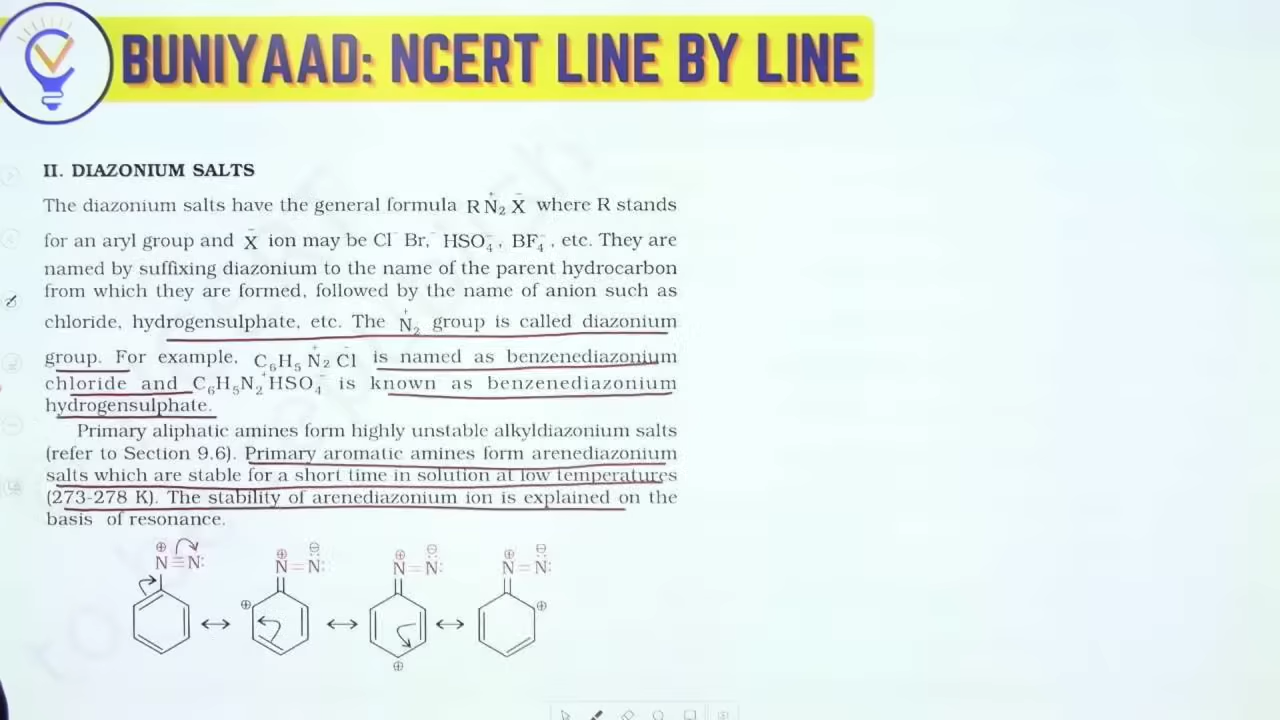 BUNIYAAD: NCERT LINE BY LINE
II. DIAZONIUM SALTS
The diazonium salts have the general formula R N⁺₂ X⁻ where R stands
for an aryl group and X⁻ ion may be Cl⁻ Br,⁻ HSO₄⁻, BF₄⁻, etc. They are
named by suffixing diazonium to the name of the parent hydrocarbon
from which they are formed, followed by the name of anion such as
chloride, hydrogensulphate, etc. The N⁺₂ group is called diazonium
group. For example, C₆H₅ N⁺₂ Cl⁻ is named as benzenediazonium
chloride and C₆H₅N₂⁺HSO₄⁻ is known as benzenediazonium
hydrogensulphate.
Primary aliphatic amines form highly unstable alkyldiazonium salts
(refer to Section 9.6). Primary aromatic amines form arenediazonium
salts which are stable for a short time in solution at low temperatures
(273-278 K). The stability of arenediazonium ion is explained on the
basis of resonance.
⊕ ⊕ ⊖ ⊕ ⊖ ⊕ ⊖
N≡N: N=N: N=N: N=N:
⊕ ⊕
⊕